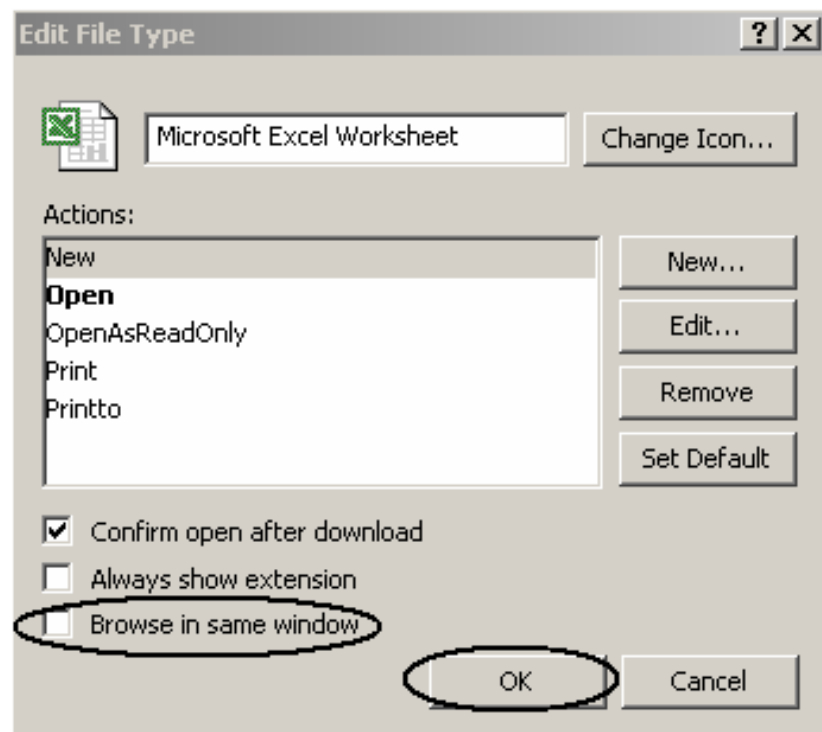 Edit File Type
?
Microsoft Excel Worksheet
Change Icon...
Actions:
New
Open
OpenAsReadOnly
Print
Printto
New...
Edit...
Remove
Set Default
Confirm open after download
Always show extension
Browse in same window
OK
Cancel